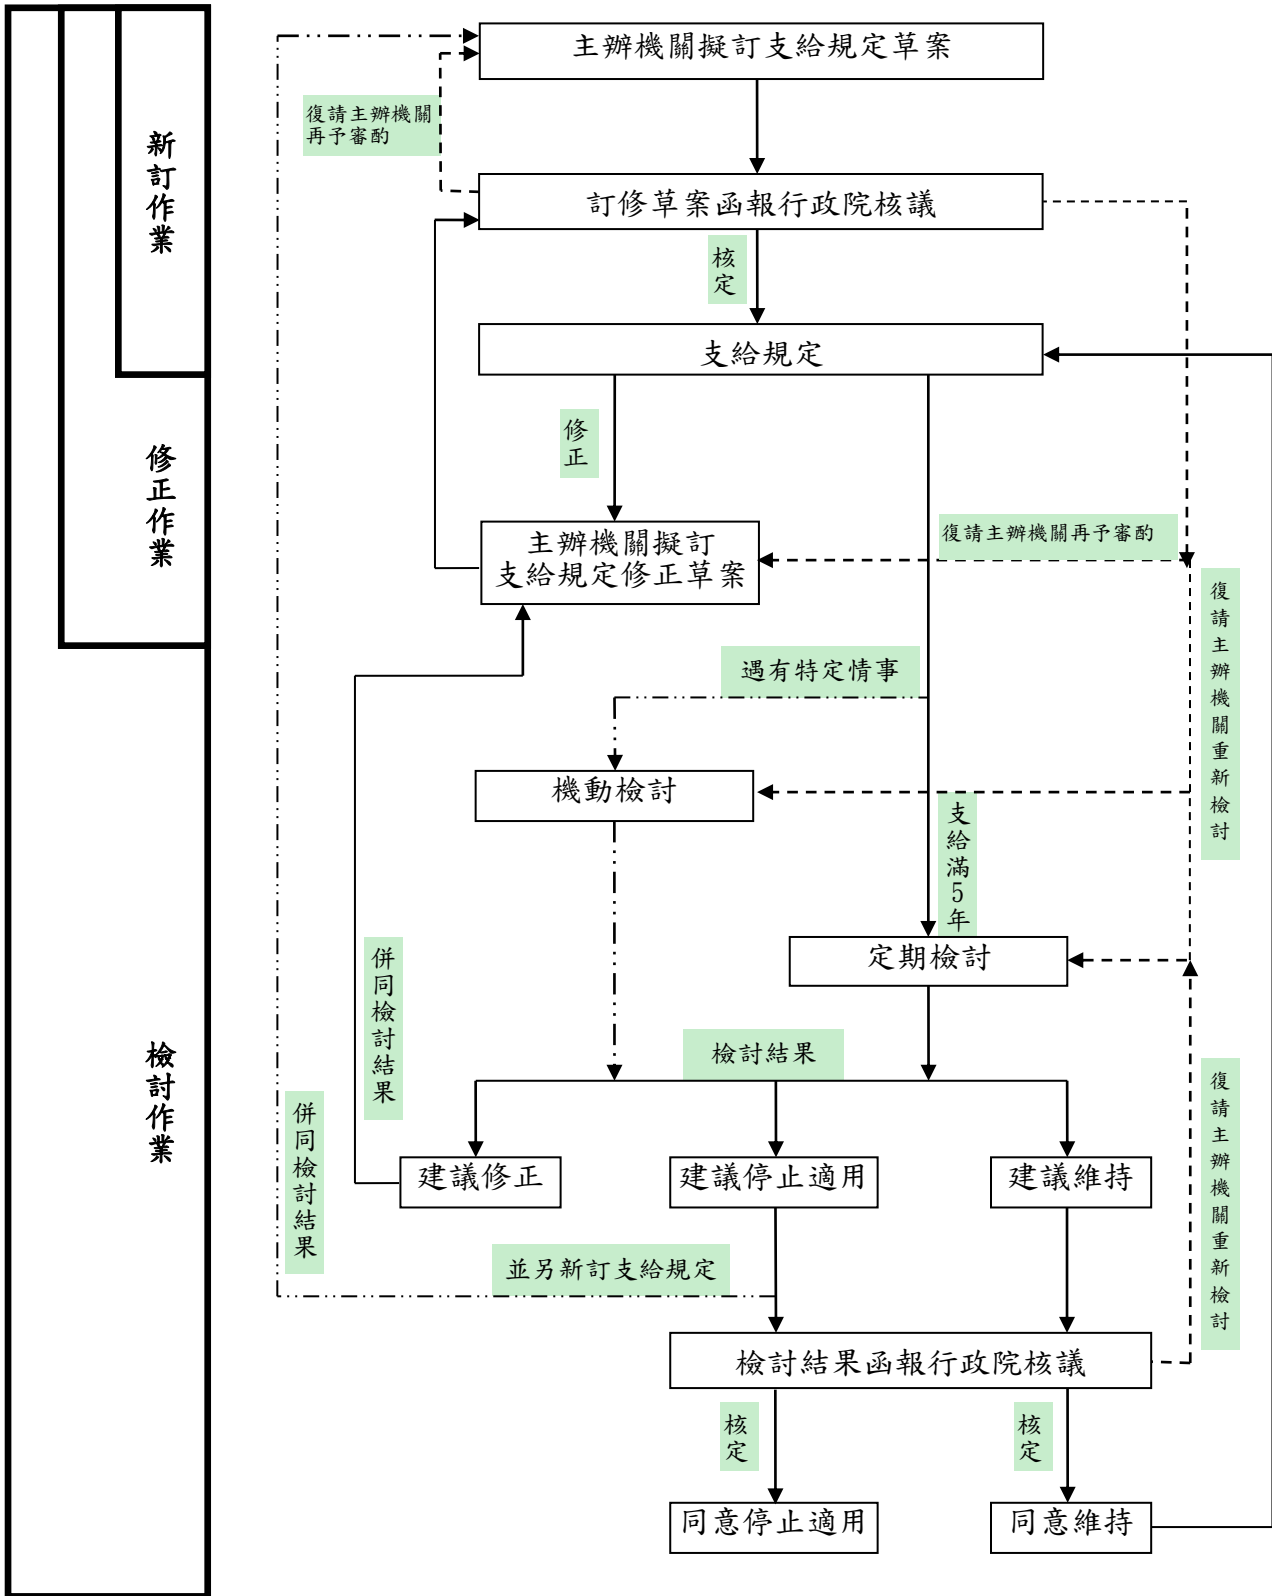 新訂作業
修正作業
檢討作業
主辦機關擬訂支給規定草案
復請主辦機關
再予審酌
訂修草案函報行政院核議
核定
支給規定
修正
主辦機關擬訂
支給規定修正草案
復請主辦機關再予審酌
復請主辦機關重新檢討
遇有特定情事
機動檢討
支給滿5年
定期檢討
併同檢討結果
檢討結果
併同檢討結果
復請主辦機關重新檢討
建議修正
建議停止適用
建議維持
並另新訂支給規定
檢討結果函報行政院核議
核定
核定
同意停止適用
同意維持